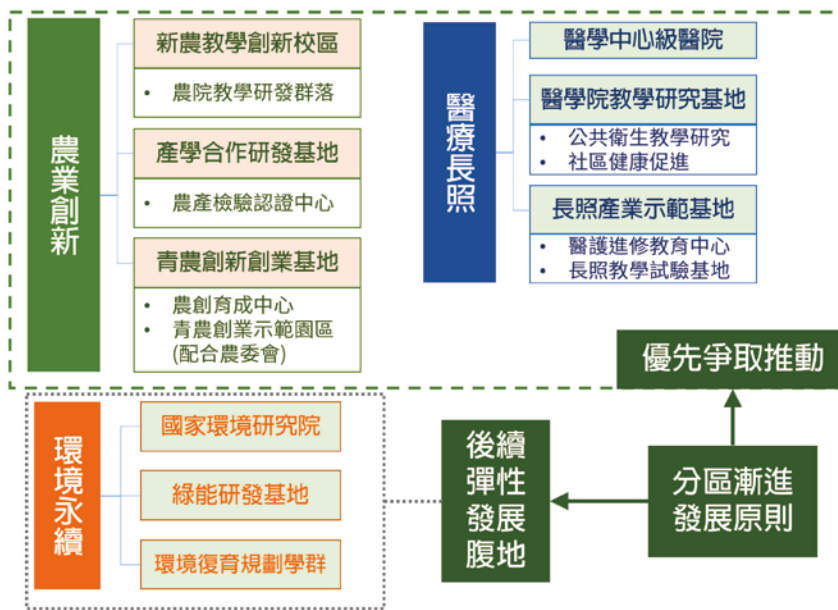 農業創新
新農教學創新校區
• 農院教學研發群落
產學合作研發基地
• 農產檢驗認證中心
青農創新創業基地
• 農創育成中心
• 青農創業示範園區
(配合農委會)
醫療長照
醫學中心級醫院
醫學院教學研究基地
• 公共衛生教學研究
• 社區健康促進
長照產業示範基地
• 醫護進修教育中心
• 長照教學試驗基地
優先爭取推動
環境永續
國家環境研究院
綠能研發基地
環境復育規劃學群
後續
彈性
發展
腹地
分區漸進
發展原則